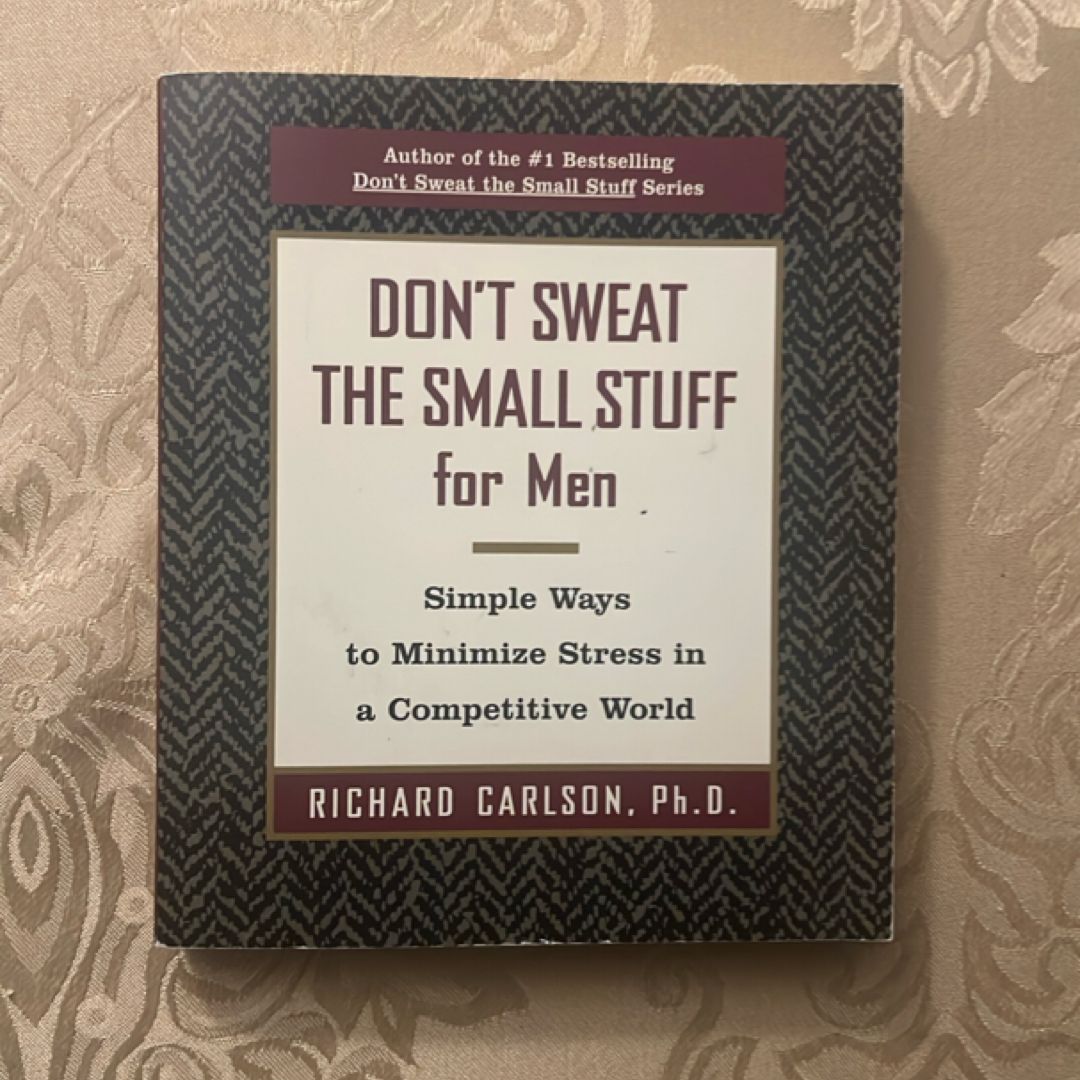 Author of the #1 Bestselling
Don't Sweat the Small Stuff Series
DON'T SWEAT
THE SMALL STUFF
for Men
Simple Ways
to Minimize Stress in
a Competitive World
RICHARD CARLSON, Ph.D.